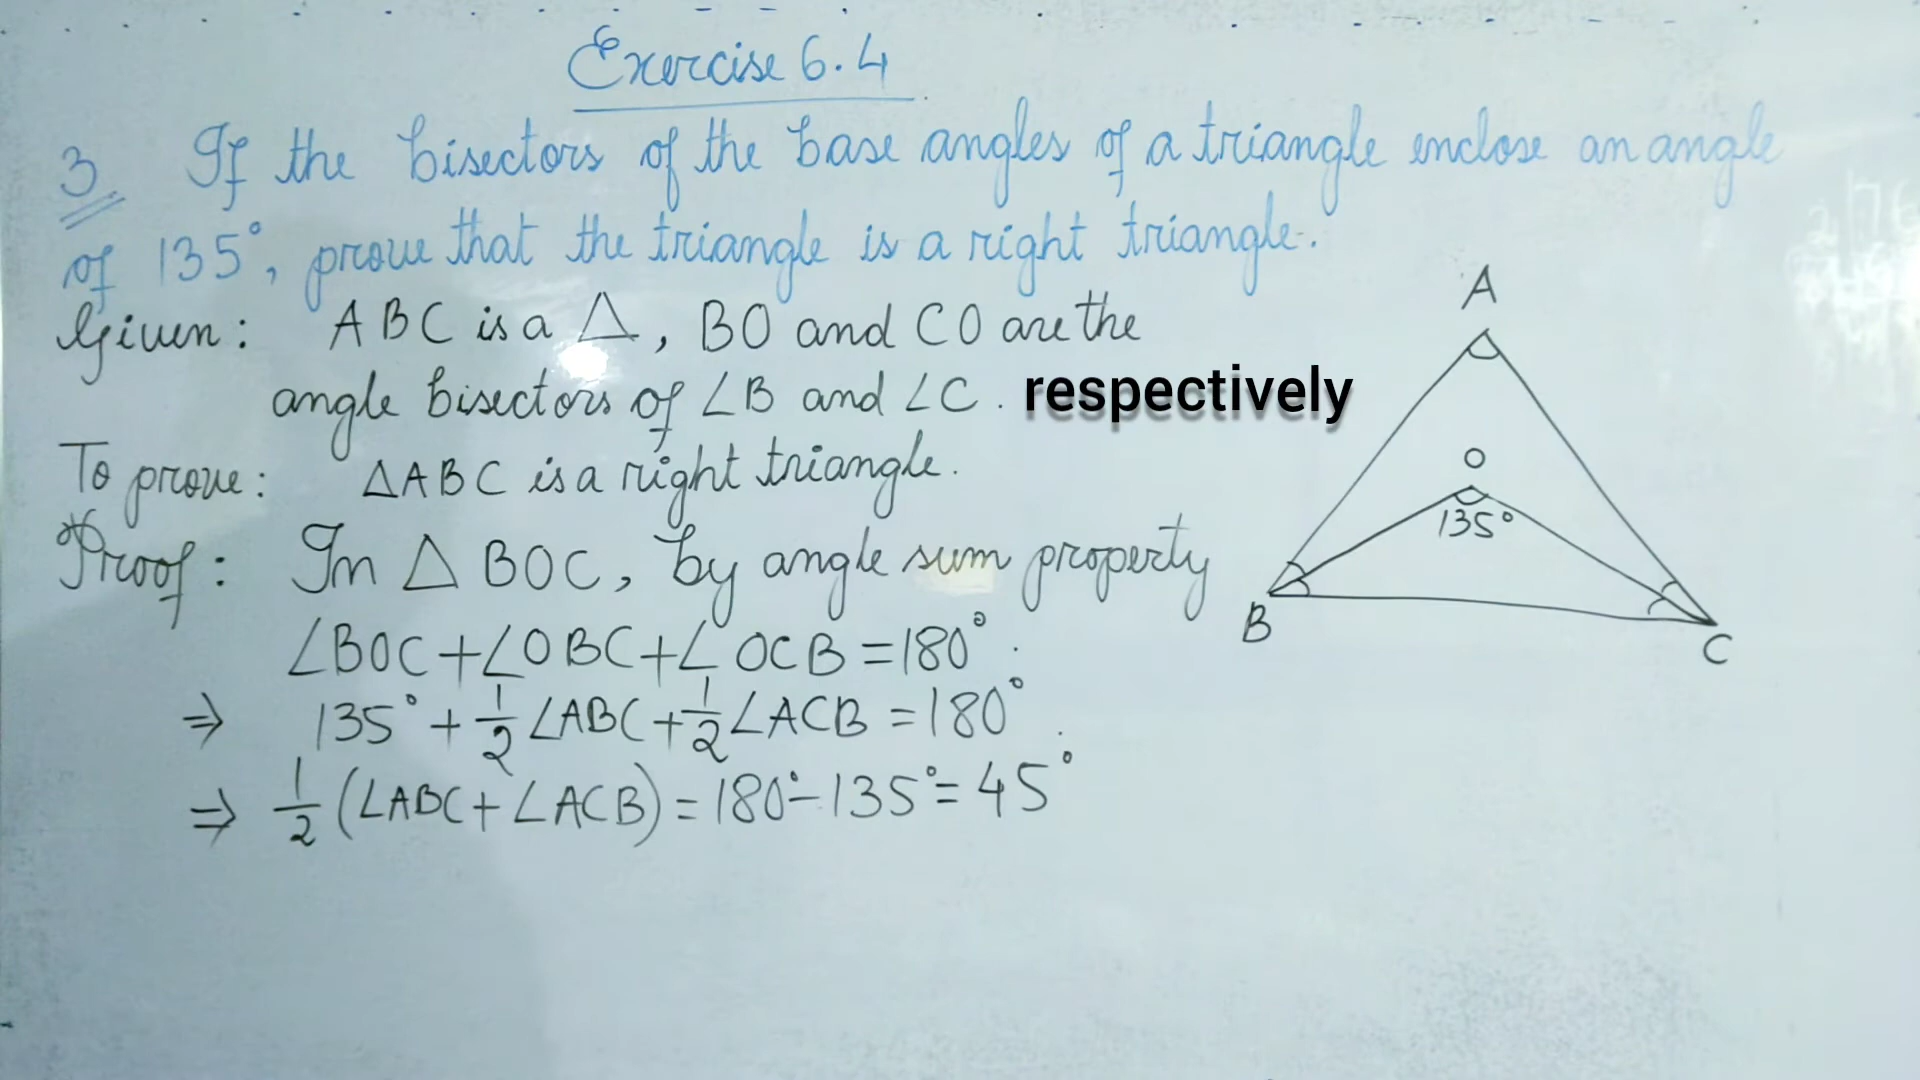 Exercise 6.4
3. If the bisectors of the base angles of a triangle enclose an angle
of 135°, prove that the triangle is a right triangle.
Given: ABC is a △, BO and CO are the
angle bisectors of ∠B and ∠C. respectively
To prove: △ABC is a right triangle.
Proof: In △BOC, by angle sum property
∠BOC+∠OBC+∠OCB=180°
⇒ 135°+1/2∠ABC+1/2∠ACB=180°
⇒ 1/2(∠ABC+∠ACB)=180°-135°=45°
A
O
135°
B
C